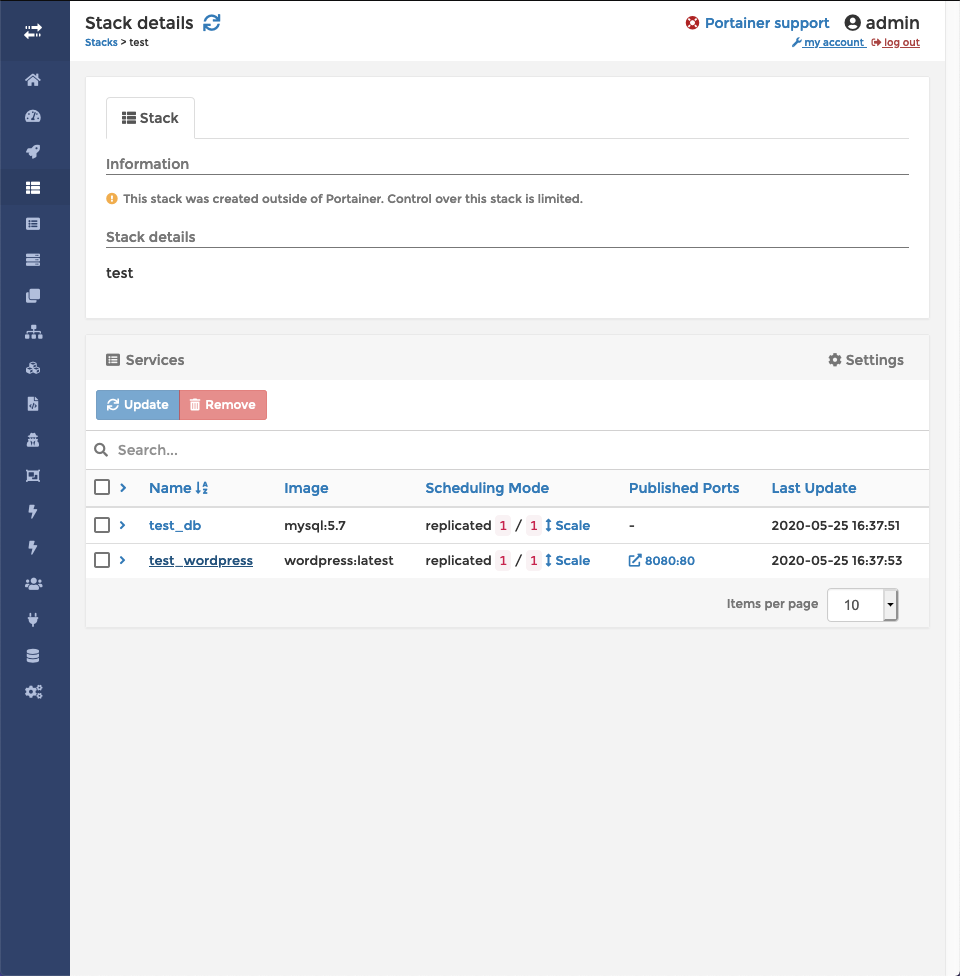 Stack details
Portainer support admin
Stacks > test
my account log out
Stack
Information
This stack was created outside of Portainer. Control over this stack is limited.
Stack details
test
Services
Settings
Update Remove
Search...
Name Image Scheduling Mode Published Ports Last Update
test_db mysql:5.7 replicated 1 / 1 Scale - 2020-05-25 16:37:51
test_wordpress wordpress:latest replicated 1 / 1 Scale 8080:80 2020-05-25 16:37:53
Items per page 10